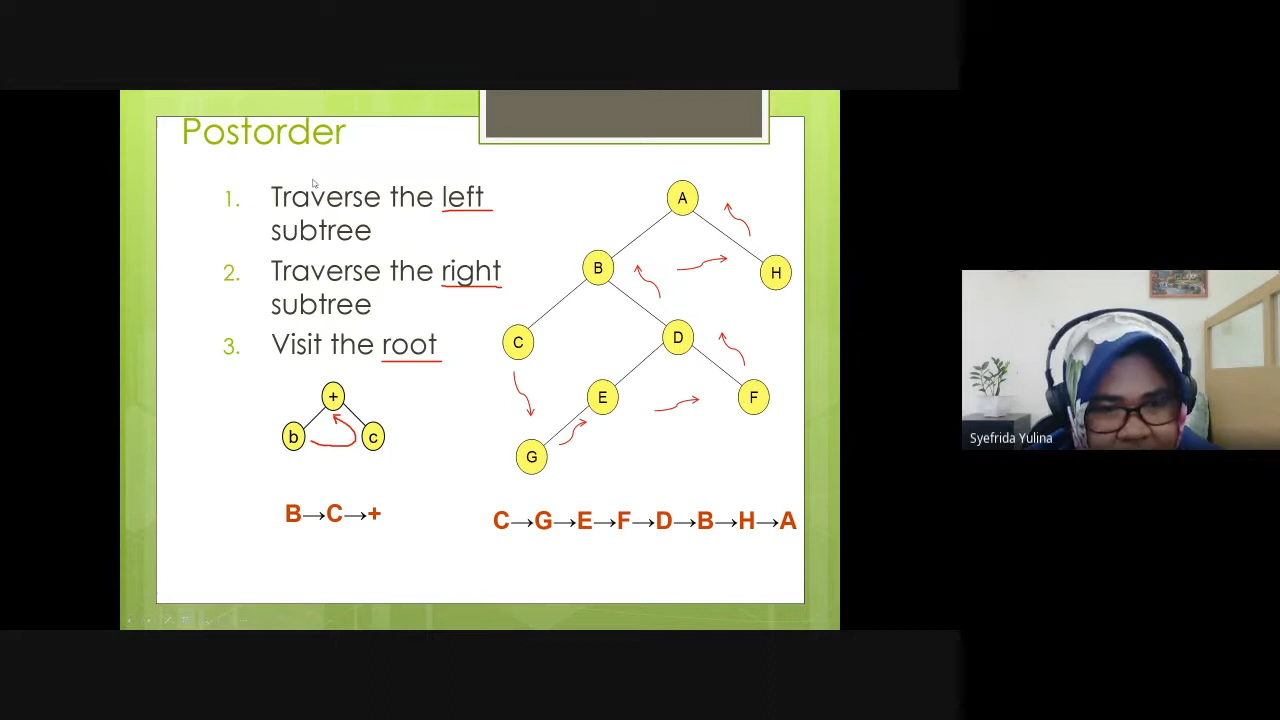 Postorder
1. Traverse the left
subtree
2. Traverse the right
subtree
3. Visit the root
+
b
c
B→C→+
A
B
H
C
D
E
F
G
C→G→E→F→D→B→H→A
Syefrida Yulina